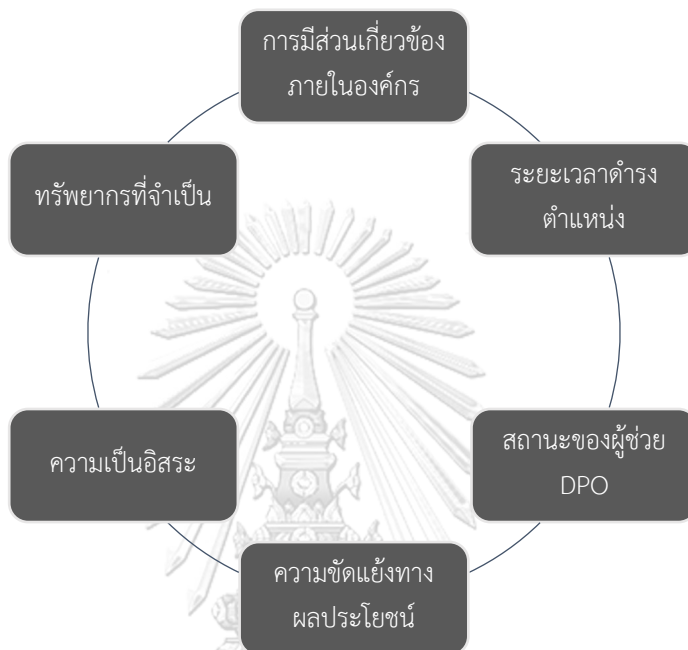 การมีส่วนเกี่ยวข้อง
ภายในองค์กร
ระยะเวลาดำรง
ตำแหน่ง
สถานะของผู้ช่วย
DPO
ความขัดแย้งทาง
ผลประโยชน์
ความเป็นอิสระ
ทรัพยากรที่จำเป็น